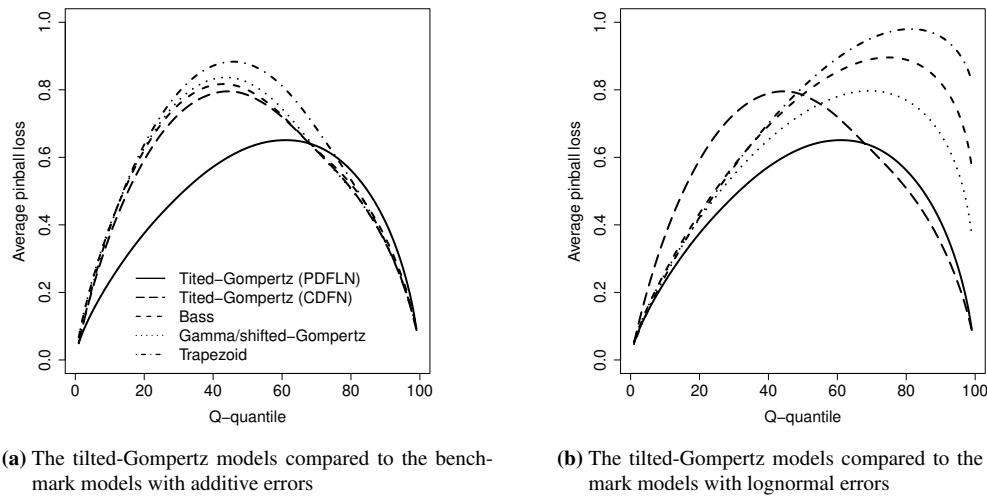 1.0
0.8
0.6
0.4
0.2
0.0
Average pinball loss
Tited−Gompertz (PDFLN)
Tited−Gompertz (CDFN)
Bass
Gamma/shifted−Gompertz
Trapezoid
0 20 40 60 80 100
Q−quantile
(a) The tilted-Gompertz models compared to the bench-
mark models with additive errors
1.0
0.8
0.6
0.4
0.2
0.0
Average pinball loss
0 20 40 60 80 100
Q−quantile
(b) The tilted-Gompertz models compared to the
mark models with lognormal errors